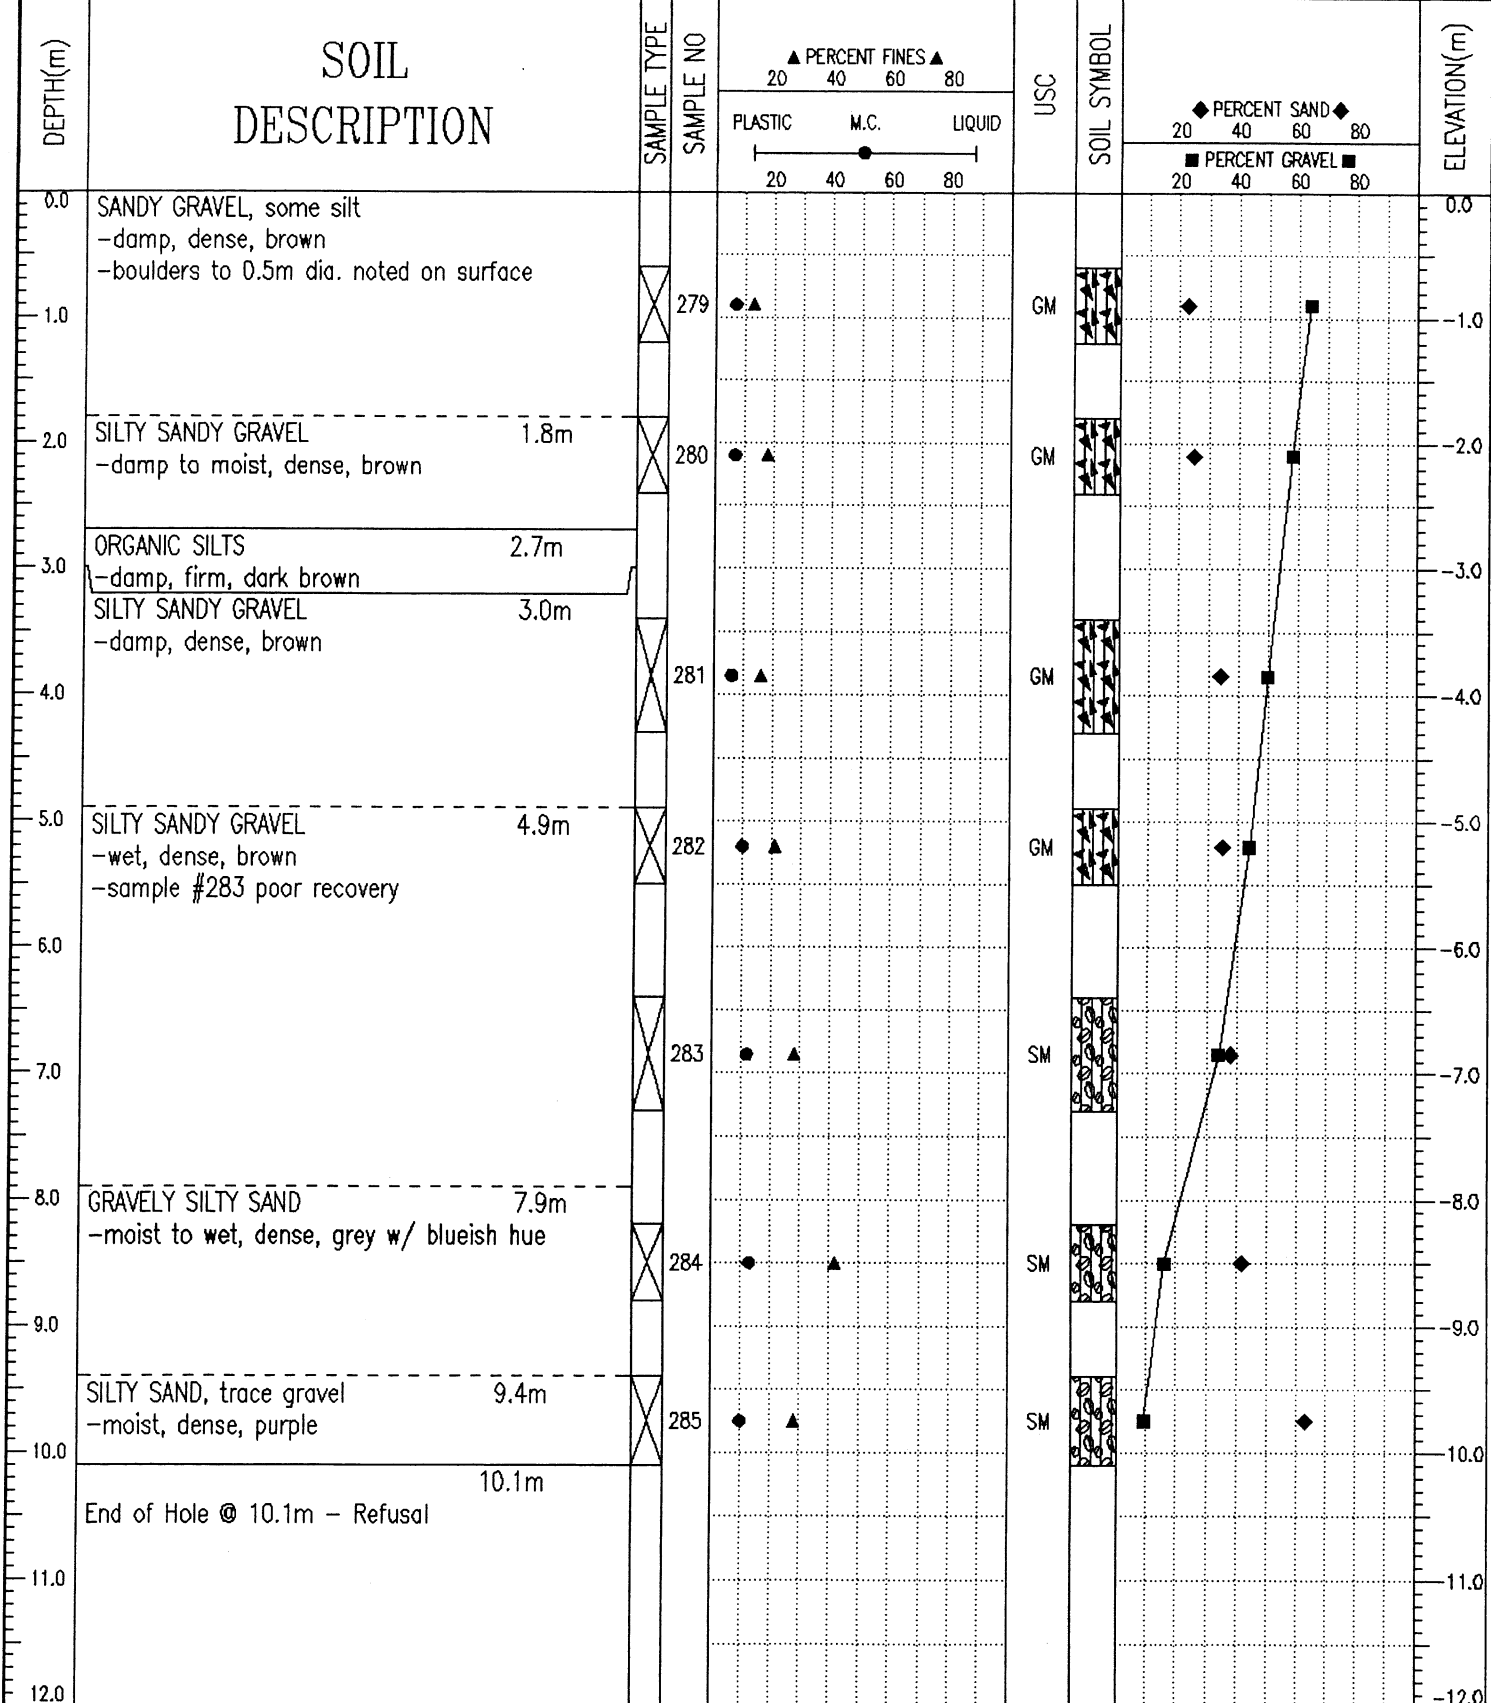 DEPTH(m)
SOIL
DESCRIPTION
SAMPLE TYPE
SAMPLE NO
▲ PERCENT FINES ▲
20 40 60 80
PLASTIC M.C. LIQUID
20 40 60 80
USC
SOIL SYMBOL
◆ PERCENT SAND ◆
20 40 60 80
■ PERCENT GRAVEL ■
20 40 60 80
ELEVATION(m)
0.0
SANDY GRAVEL, some silt
-damp, dense, brown
-boulders to 0.5m dia. noted on surface
0.0
1.0
279
GM
-1.0
SILTY SANDY GRAVEL 1.8m
-damp to moist, dense, brown
2.0
280
GM
-2.0
ORGANIC SILTS 2.7m
-damp, firm, dark brown
3.0
-3.0
SILTY SANDY GRAVEL 3.0m
-damp, dense, brown
281
GM
4.0
-4.0
SILTY SANDY GRAVEL 4.9m
-wet, dense, brown
-sample #283 poor recovery
5.0
282
GM
-5.0
6.0
-6.0
283
SM
7.0
-7.0
GRAVELY SILTY SAND 7.9m
-moist to wet, dense, grey w/ blueish hue
8.0
-8.0
284
SM
9.0
-9.0
SILTY SAND, trace gravel 9.4m
-moist, dense, purple
285
SM
10.0
-10.0
10.1m
End of Hole @ 10.1m - Refusal
11.0
-11.0
12.0
-12.0